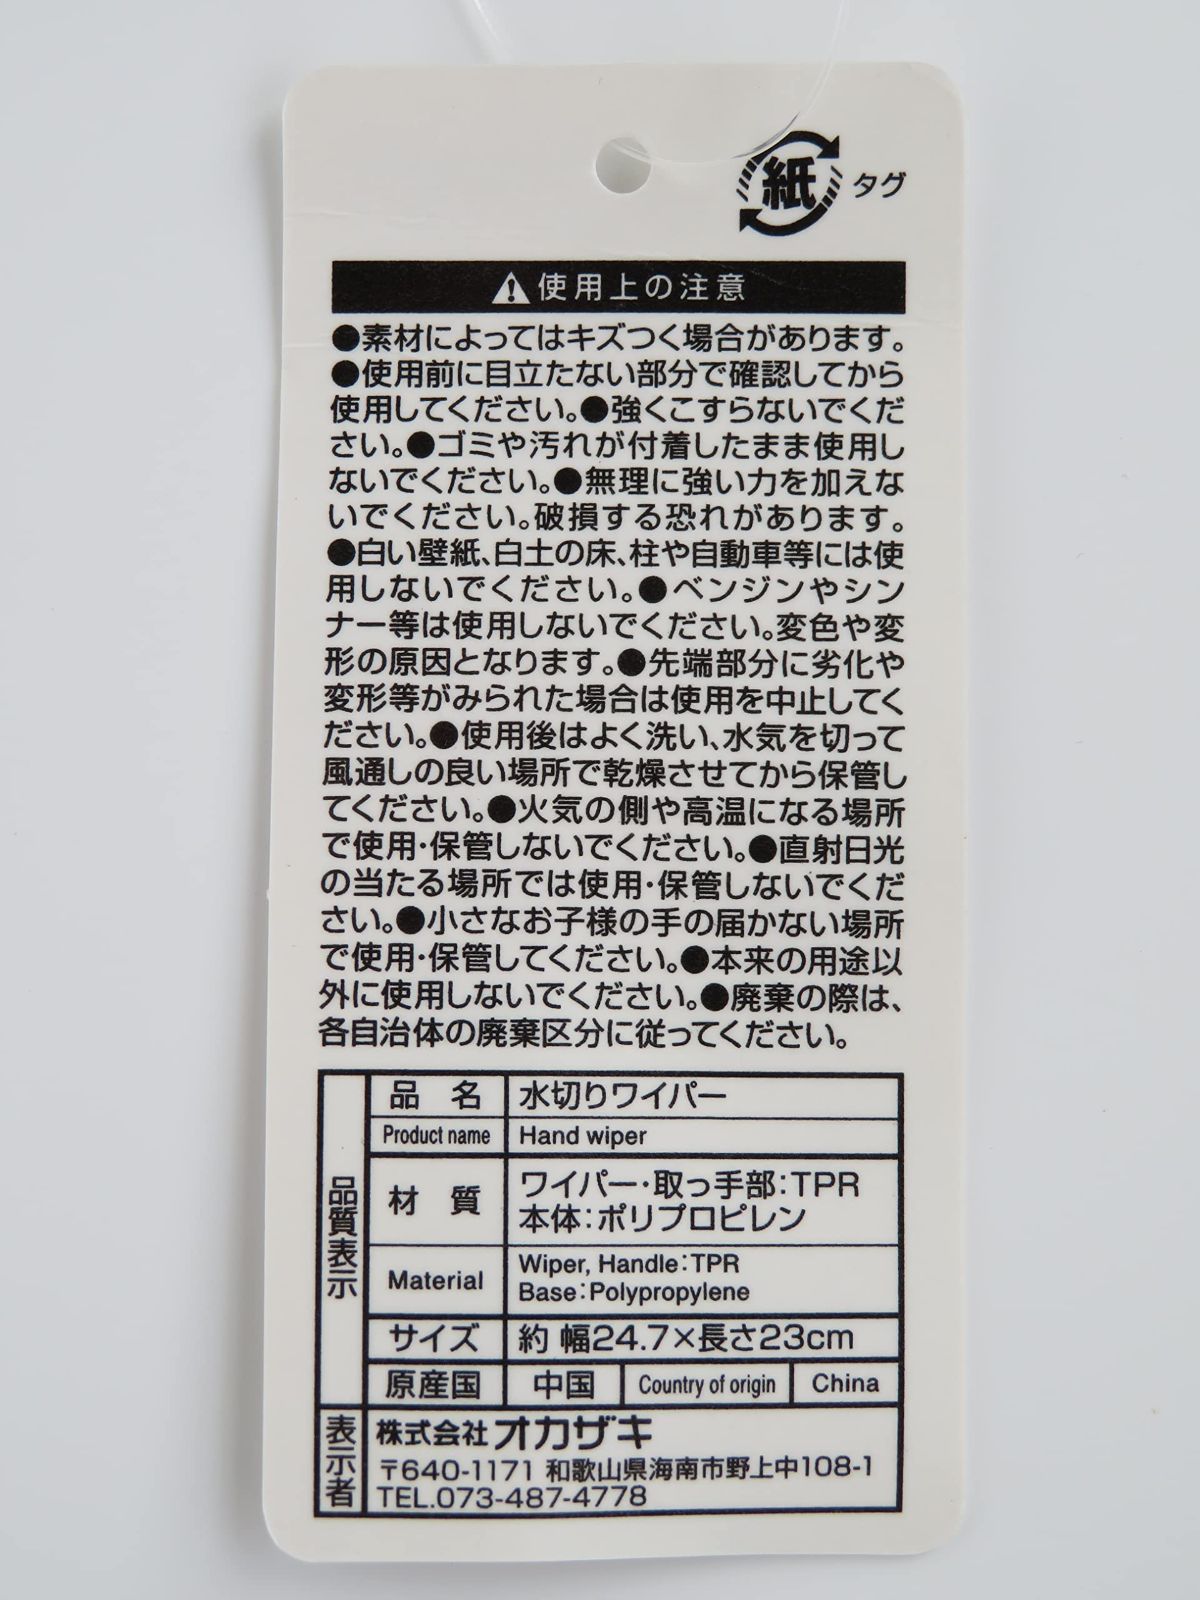 紙 タグ
使用上の注意
●素材によってはキズつく場合があります。
●使用前に目立たない部分で確認してから
使用してください。●強くこすらないでくだ
さい。●ゴミや汚れが付着したまま使用し
ないでください。●無理に強い力を加えな
いでください。破損する恐れがあります。
●白い壁紙、白土の床、柱や自動車等には使
用しないでください。●ベンジンやシン
ナー等は使用しないでください。変色や変
形の原因となります。●先端部分に劣化や
変形等がみられた場合は使用を中止してく
ださい。●使用後はよく洗い、水気を切って
風通しの良い場所で乾燥させてから保管し
てください。●火気の側や高温になる場所
で使用・保管しないでください。●直射日光
の当たる場所では使用・保管しないでくだ
さい。●小さなお子様の手の届かない場所
で使用・保管してください。●本来の用途以
外に使用しないでください。●廃棄の際は、
各自治体の廃棄区分に従ってください。
品質表示
品名 水切りワイパー
Product name Hand wiper
材質 ワイパー・取っ手部：TPR
本体：ポリプロピレン
Material Wiper, Handle：TPR
Base：Polypropylene
サイズ 約 幅24.7×長さ23cm
原産国 中国 Country of origin China
表示者 株式会社オカザキ
〒640-1171 和歌山県海南市野上中108-1
TEL.073-487-4778